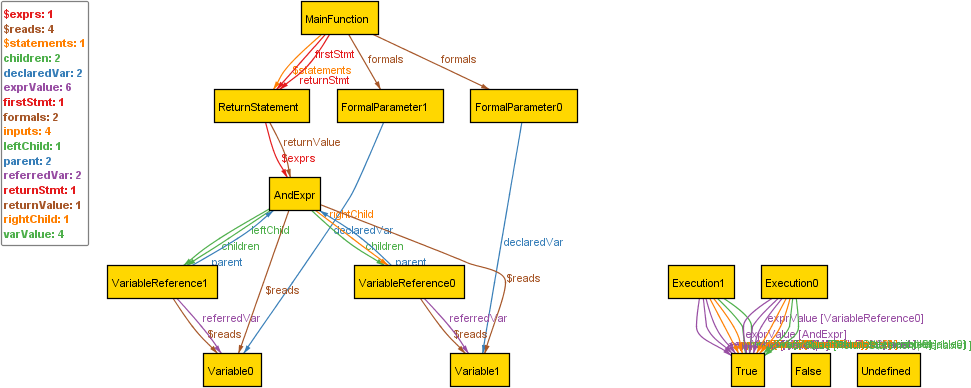 $exprs: 1
$reads: 4
$statements: 1
children: 2
declaredVar: 2
exprValue: 6
firstStmt: 1
formals: 2
inputs: 4
leftChild: 1
parent: 2
referredVar: 2
returnStmt: 1
returnValue: 1
rightChild: 1
varValue: 4
MainFunction
firstStmt
formals
formals
$statements
returnStmt
ReturnStatement
FormalParameter1
FormalParameter0
returnValue
$exprs
AndExpr
rightChild
leftChild
declaredVar
children
children
declaredVar
parent
parent
VariableReference1
VariableReference0
$reads
$reads
Execution1
Execution0
referredVar
referredVar
exprValue [VariableReference0]
$reads
$reads
exprValue [AndExpr]
Variable0
Variable1
True
False
Undefined